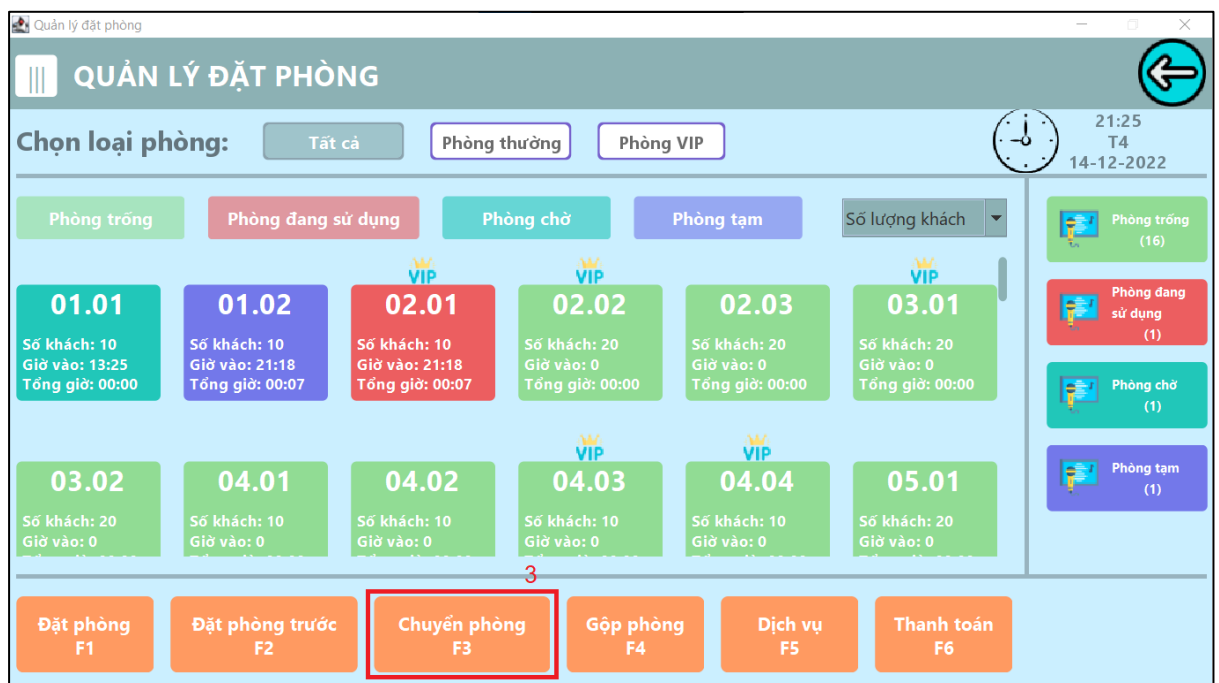 Quản lý đặt phòng
QUẢN LÝ ĐẶT PHÒNG
Chọn loại phòng:
Tất cả
Phòng thường
Phòng VIP
21:25
T4
14-12-2022
Phòng trống
Phòng đang sử dụng
Phòng chờ
Phòng tạm
Số lượng khách
01.01
Số khách: 10
Giờ vào: 13:25
Tổng giờ: 00:00
01.02
Số khách: 10
Giờ vào: 21:18
Tổng giờ: 00:07
VIP
02.01
Số khách: 10
Giờ vào: 21:18
Tổng giờ: 00:07
VIP
02.02
Số khách: 20
Giờ vào: 0
Tổng giờ: 00:00
02.03
Số khách: 20
Giờ vào: 0
Tổng giờ: 00:00
VIP
03.01
Số khách: 20
Giờ vào: 0
Tổng giờ: 00:00
03.02
Số khách: 20
Giờ vào: 0
04.01
Số khách: 10
Giờ vào: 0
04.02
Số khách: 10
Giờ vào: 0
VIP
04.03
Số khách: 10
Giờ vào: 0
VIP
04.04
Số khách: 10
Giờ vào: 0
05.01
Số khách: 20
Giờ vào: 0
Phòng trống
(16)
Phòng đang
sử dụng
(1)
Phòng chờ
(1)
Phòng tạm
(1)
3
Đặt phòng
F1
Đặt phòng trước
F2
Chuyển phòng
F3
Gộp phòng
F4
Dịch vụ
F5
Thanh toán
F6